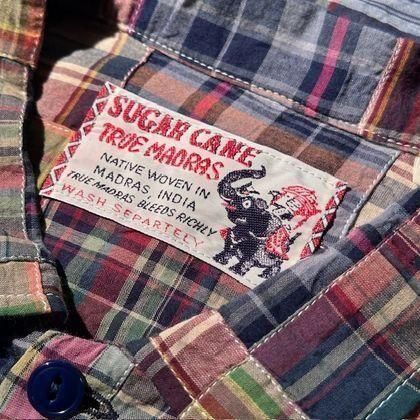 SUGAR CANE
TRUE MADRAS
NATIVE WOVEN IN
MADRAS INDIA
TRUE MADRAS BLEEDS RICHLY
WASH SEPARTELY